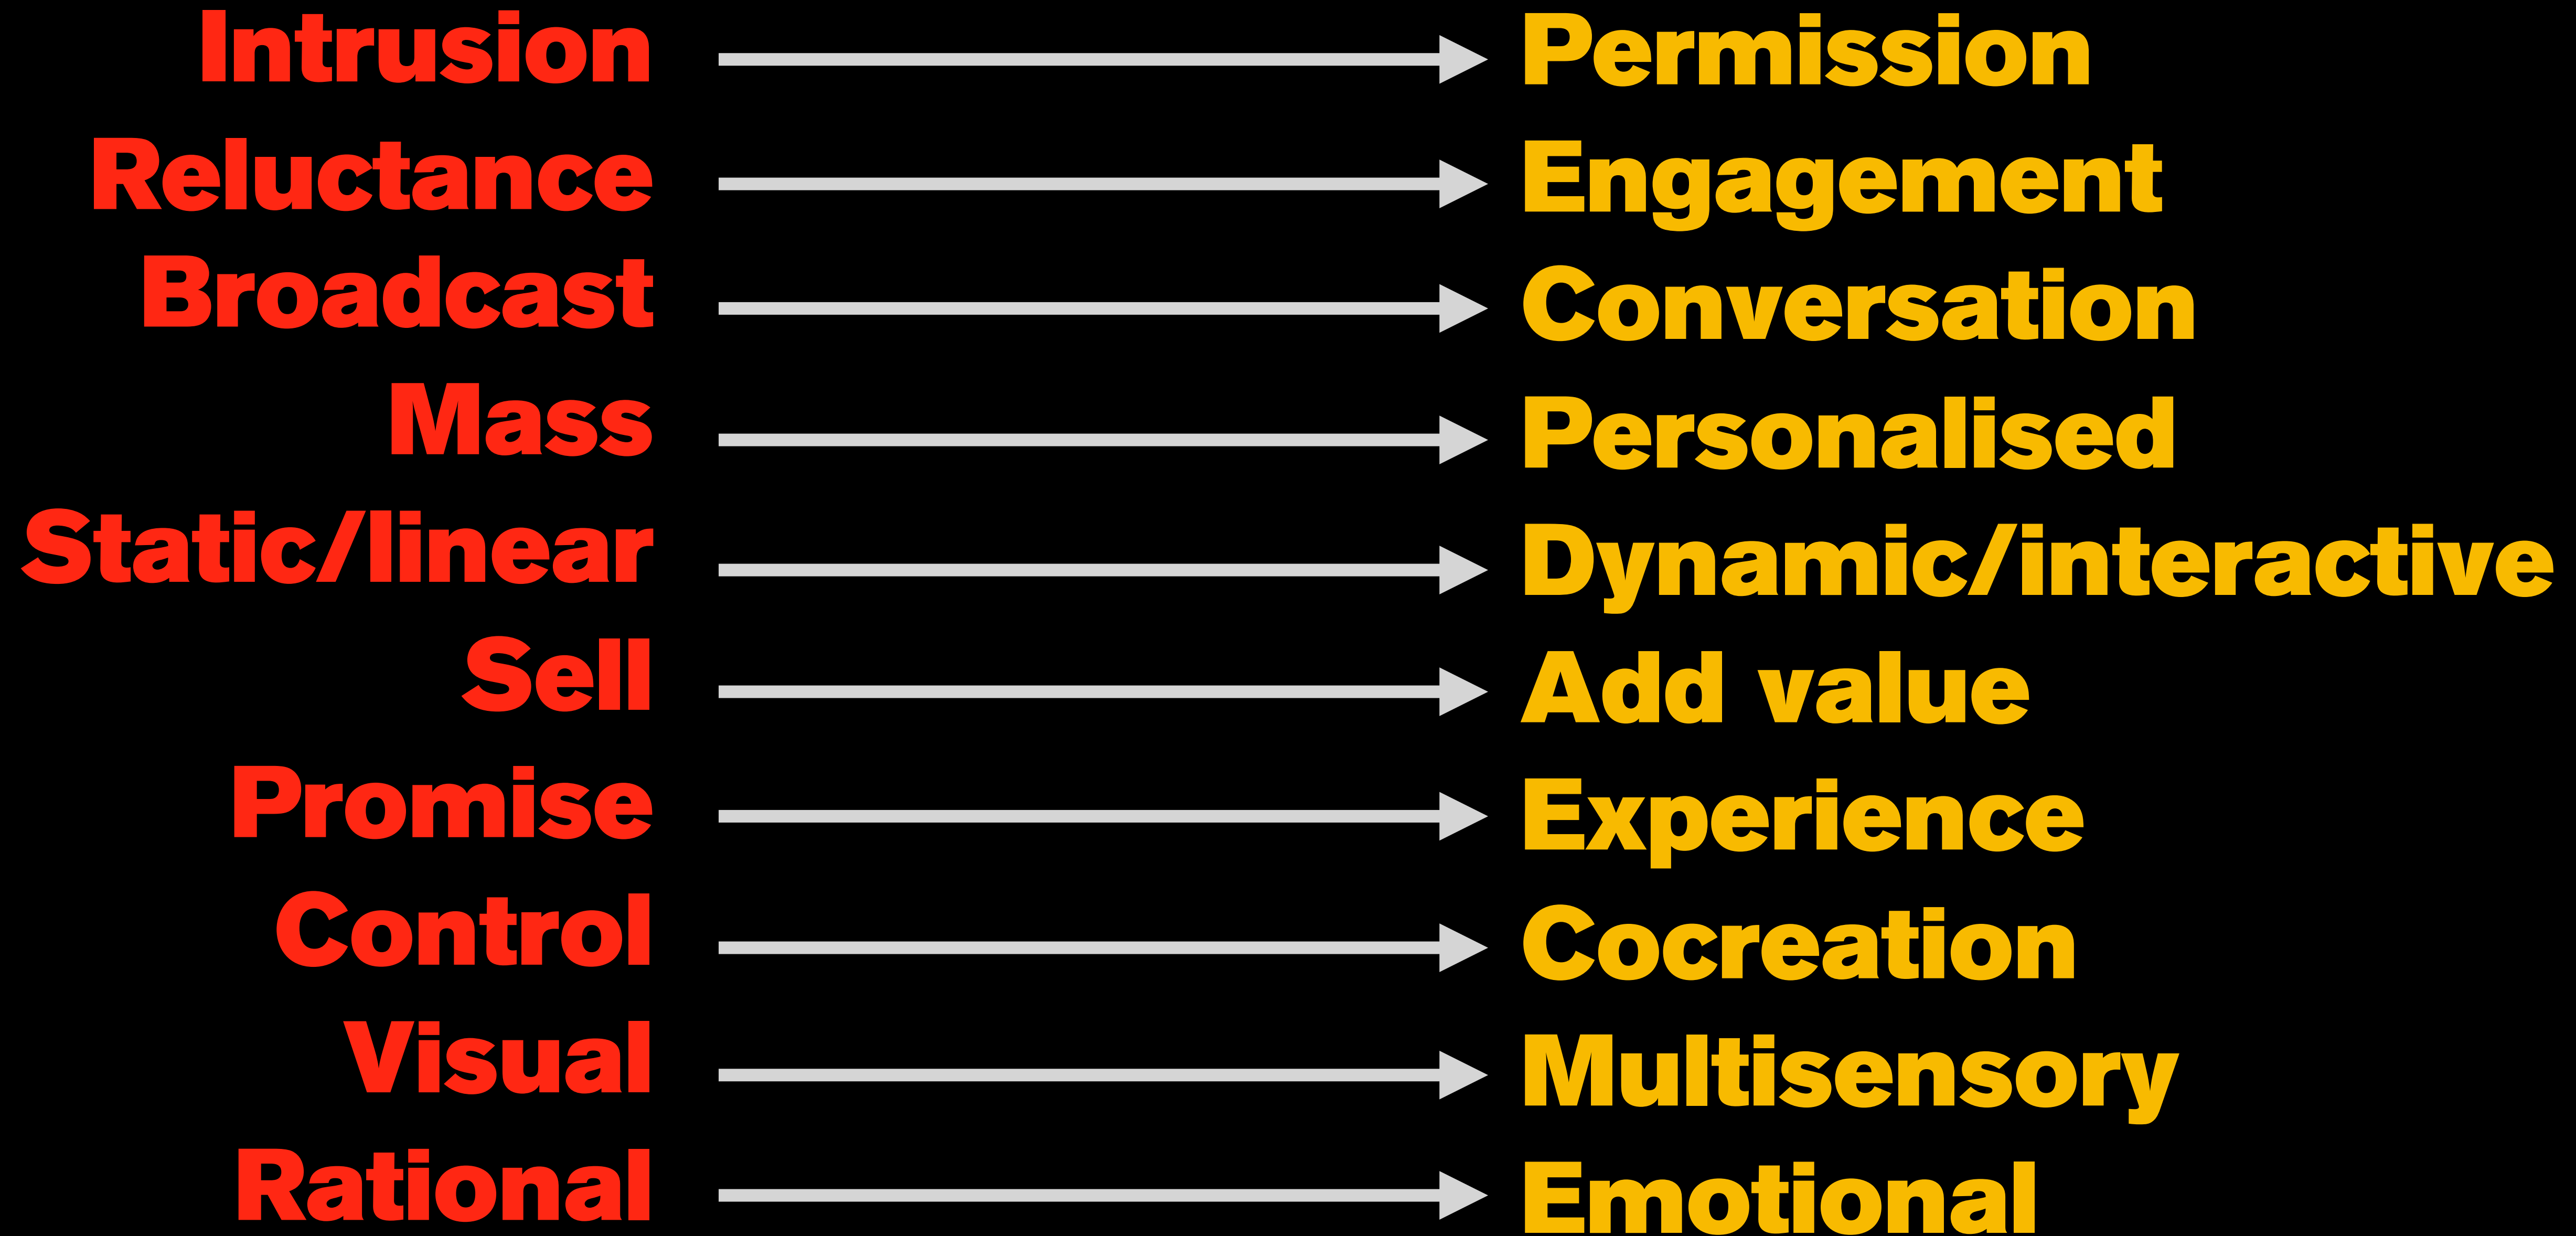 Intrusion Permission
Reluctance Engagement
Broadcast Conversation
Mass Personalised
Static/linear Dynamic/interactive
Sell Add value
Promise Experience
Control Cocreation
Visual Multisensory
Rational Emotional